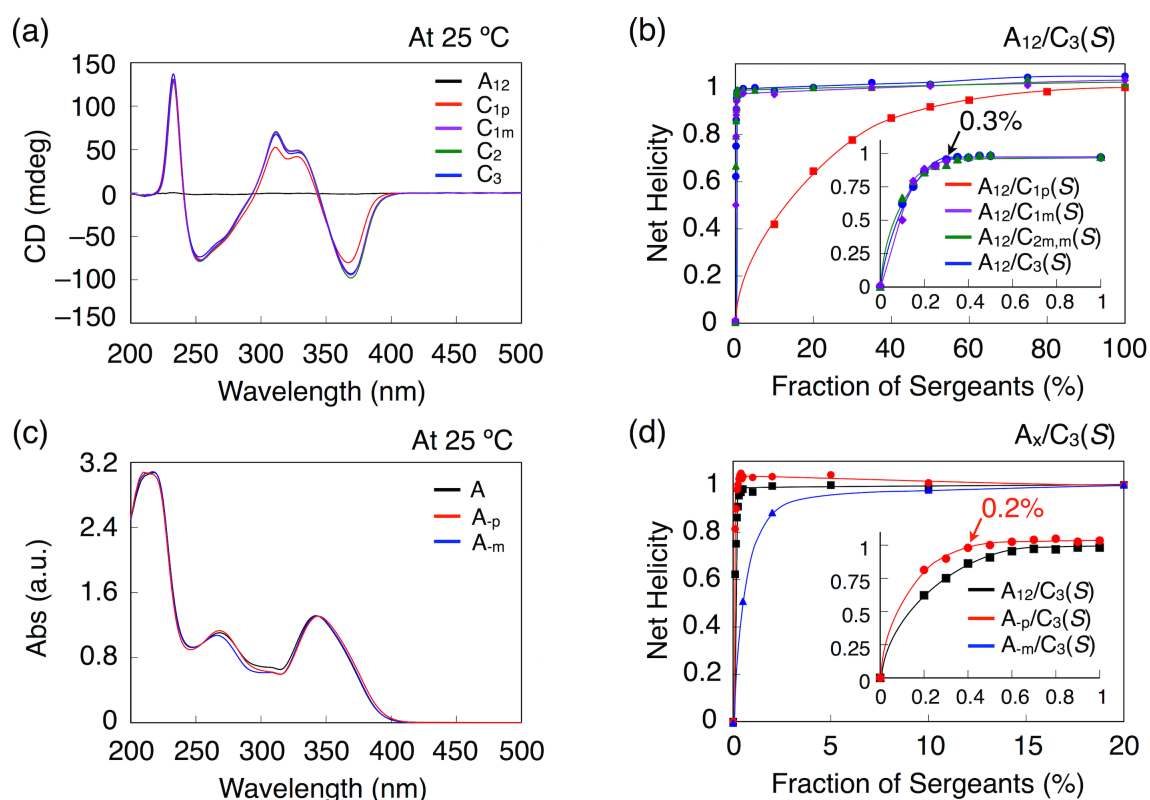 (a)
At 25 ºC
150
100
50
0
–50
–100
–150
CD (mdeg)
A12
C1p
C1m
C2
C3
200 250 300 350 400 450 500
Wavelength (nm)
(b)
A12/C3(S)
1
0.8
0.6
0.4
0.2
0
Net Helicity
0.3%
1
0.75
0.5
0.25
0
0 0.2 0.4 0.6 0.8 1
A12/C1p(S)
A12/C1m(S)
A12/C2m,m(S)
A12/C3(S)
0 20 40 60 80 100
Fraction of Sergeants (%)
(c)
At 25 ºC
3.2
2.4
1.6
0.8
0
Abs (a.u.)
A
A-p
A-m
200 250 300 350 400 450 500
Wavelength (nm)
(d)
Ax/C3(S)
1
0.8
0.6
0.4
0.2
0
Net Helicity
0.2%
1
0.75
0.5
0.25
0
0 0.2 0.4 0.6 0.8 1
A12/C3(S)
A-p/C3(S)
A-m/C3(S)
0 5 10 15 20
Fraction of Sergeants (%)